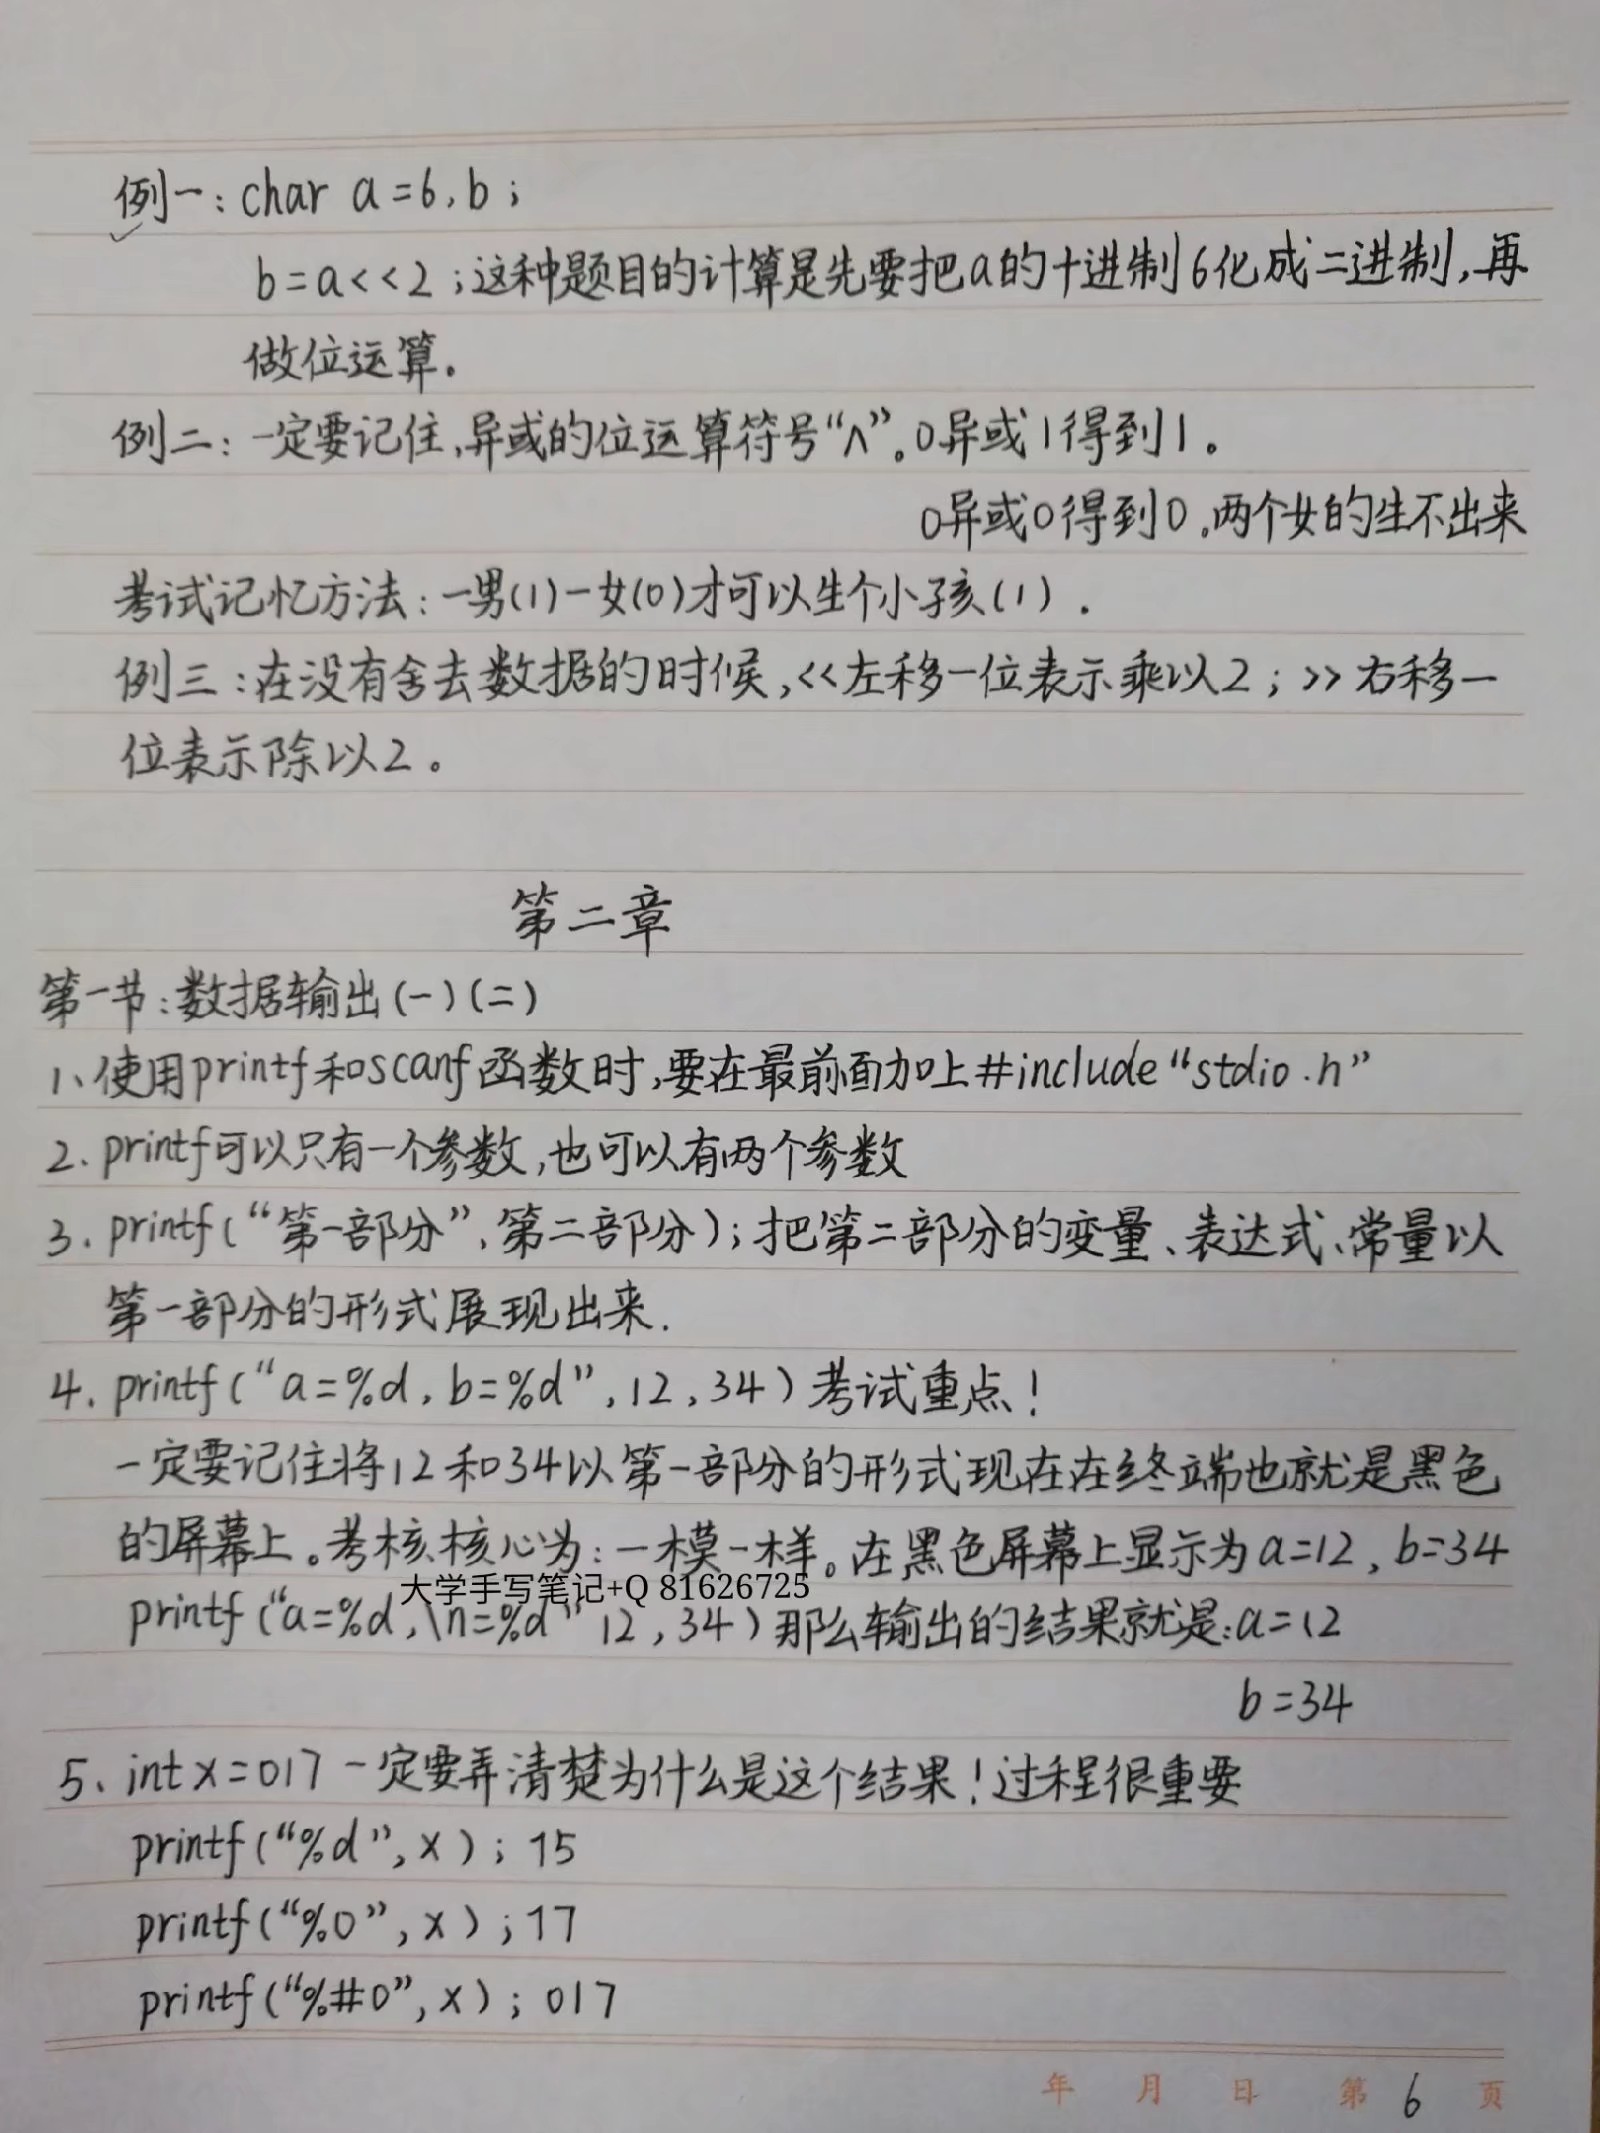 例一：char a=6,b；
b=a<<2；这种题目的计算是先要把a的十进制6化成二进制，再
做位运算。
例二：一定要记住，异或的位运算符号“∧”。0异或1得到1。
0异或0得到0。两个女的生不出来
考试记忆方法：一男(1)一女(0)才可以生个小孩(1)．
例三：在没有舍去数据的时候，<<左移一位表示乘以2；>>右移一
位表示除以2。
第二章
第一节：数据输出(一)(二)
1、使用printf和scanf函数时，要在最前面加上#include“stdio.h”
2．printf可以只有一个参数，也可以有两个参数
3．printf(“第一部分”，第二部分)；把第二部分的变量、表达式、常量以
第一部分的形式展现出来．
4．printf(“a=%d，b=%d”，12，34)考试重点！
一定要记住将12和34以第一部分的形式现在在终端也就是黑色
的屏幕上。考核核心为：一模一样。在黑色屏幕上显示为a=12，b=34
大学手写笔记+Q 81626725
printf(“a=%d,\n=%d” 12,34)那么输出的结果就是：a=12
b=34
5、int x=017一定要弄清楚为什么是这个结果！过程很重要
printf(“%d”,x)；15
printf(“%0”,x)；17
printf(“%#0”,x)；017
年 月 日 第 6 页